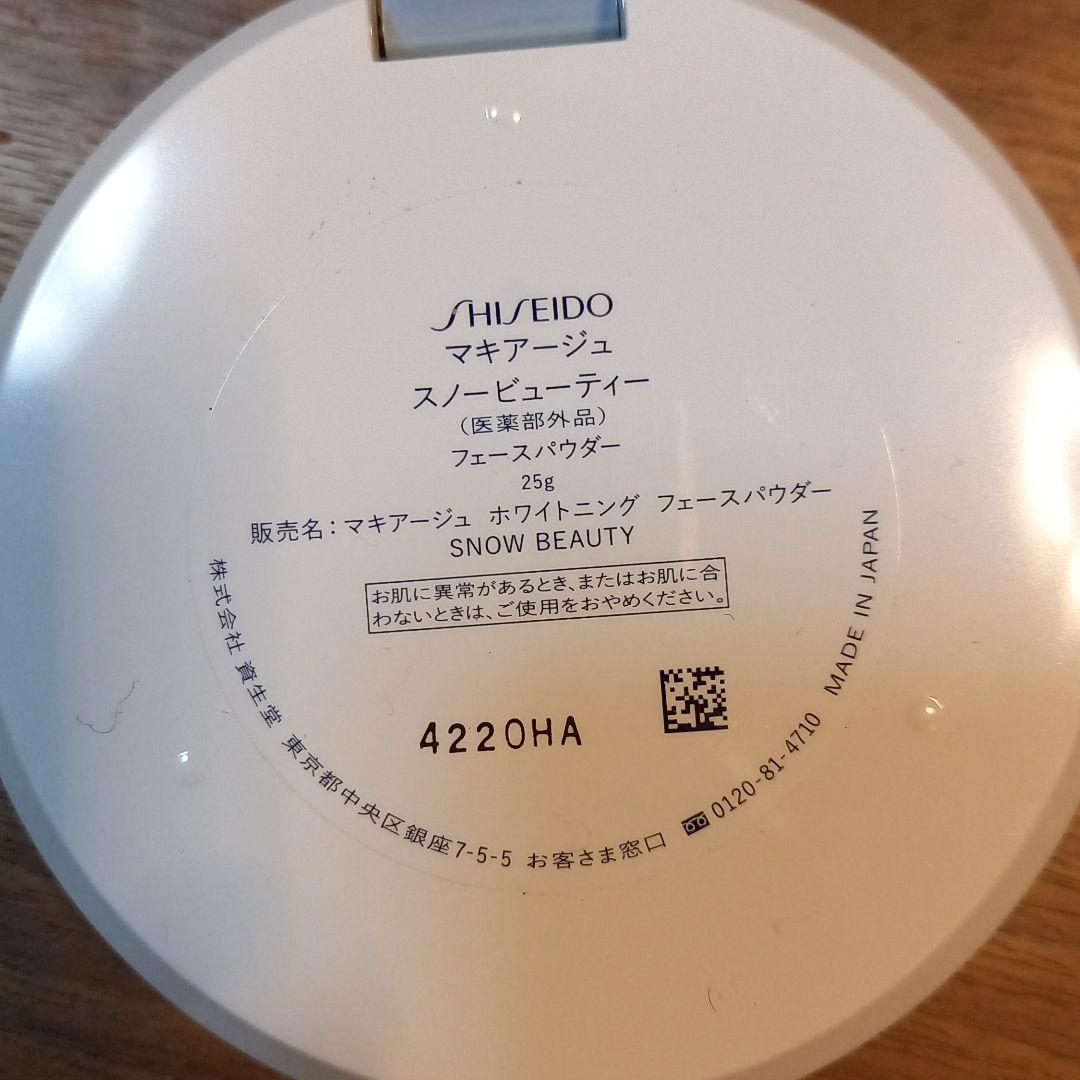 SHISEIDO
マキアージュ
スノービューティー
(医薬部外品)
フェースパウダー
25g
販売名:マキアージュ ホワイトニング フェースパウダー
SNOW BEAUTY
お肌に異常があるとき、またはお肌に合
わないときは、ご使用をおやめください。
4220HA
株式会社 資生堂 東京都中央区銀座7-5-5 お客さま窓口 0120-81-4710 MADE IN JAPAN